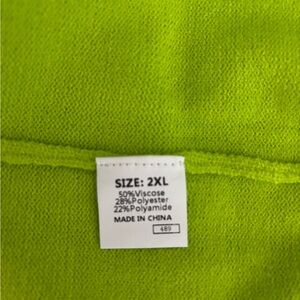 SIZE: 2XL
50%Viscose
28%Polyester
22%Polyamide
MADE IN CHINA
489